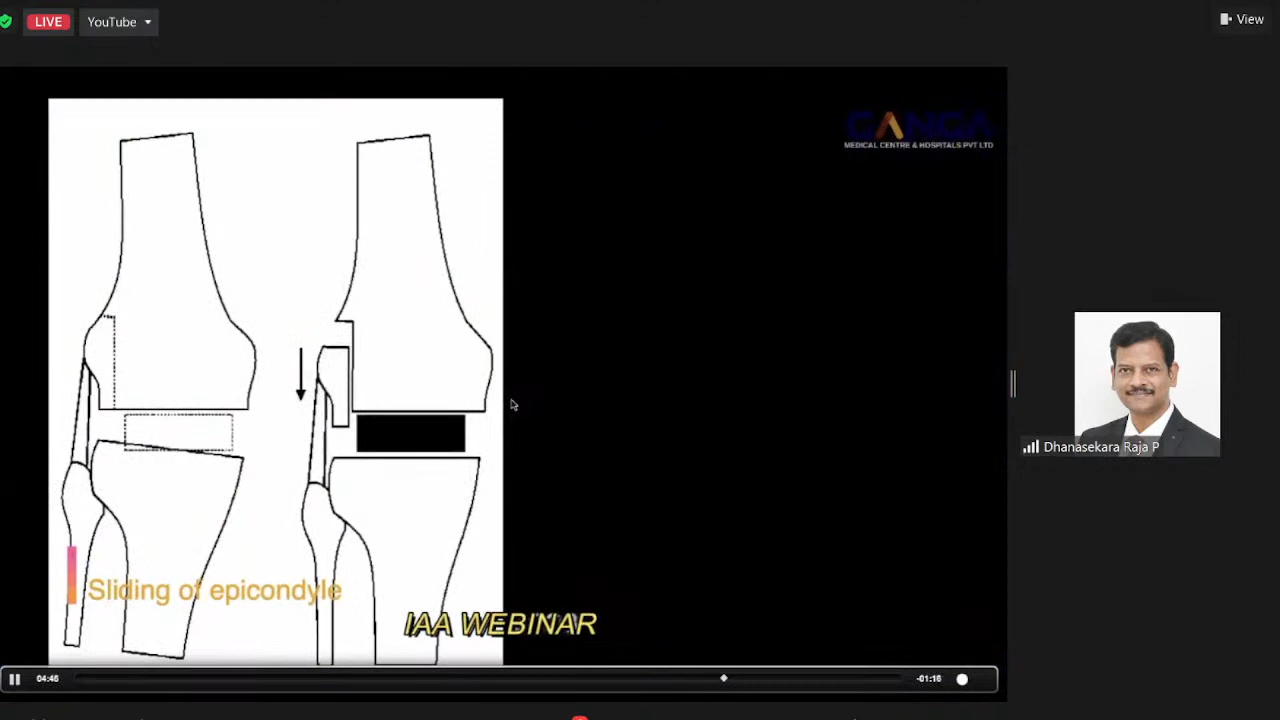 LIVE
YouTube
View
GANGA
MEDICAL CENTRE & HOSPITALS PVT LTD
Dhanasekara Raja P
Sliding of epicondyle
IAA WEBINAR
04:46
-01:16